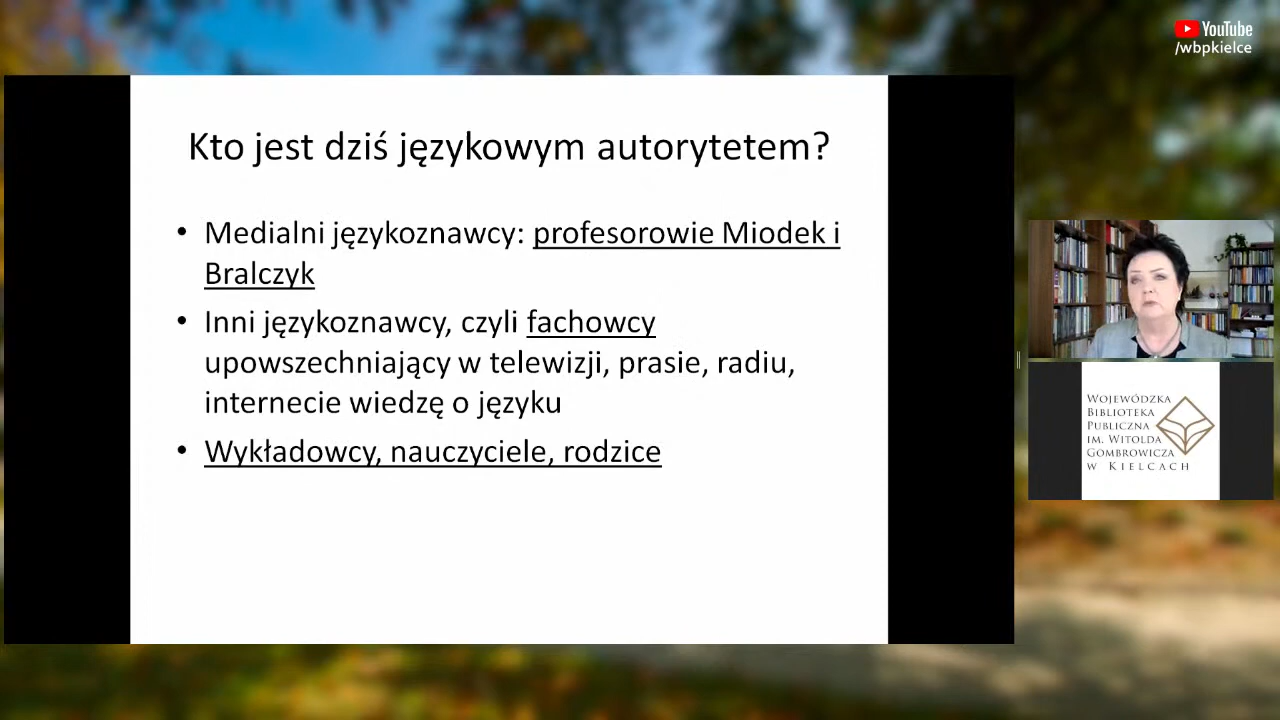 YouTube
/wbpkielce
Kto jest dziś językowym autorytetem?
• Medialni językoznawcy: profesorowie Miodek i
Bralczyk
• Inni językoznawcy, czyli fachowcy
upowszechniający w telewizji, prasie, radiu,
internecie wiedzę o języku
• Wykładowcy, nauczyciele, rodzice
WOJEWÓDZKA
BIBLIOTEKA
PUBLICZNA
IM. WITOLDA
GOMBROWICZA
W KIELCACH